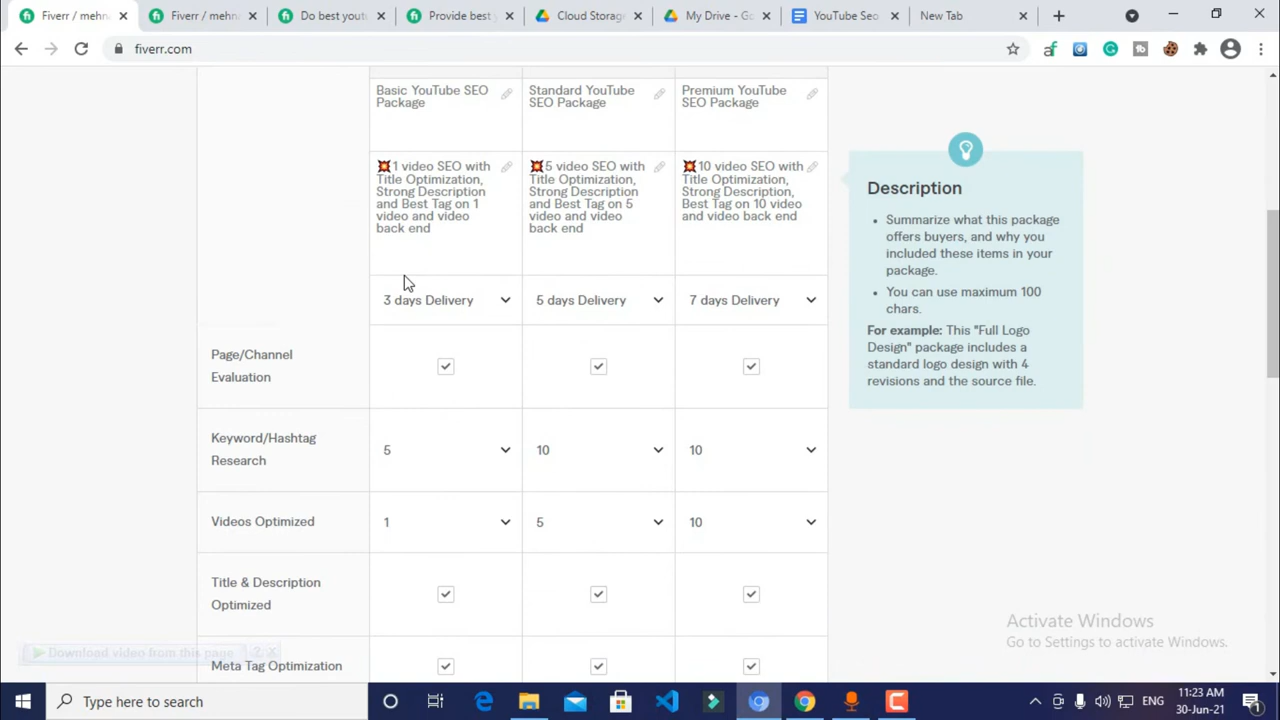 Fiverr / mehn
Fiverr / mehn
Do best yout
Provide best
Cloud Storag
My Drive - Go
YouTube Seo
New Tab
fiverr.com
Basic YouTube SEO
Package
Standard YouTube
SEO Package
Premium YouTube
SEO Package
1 video SEO with
Title Optimization,
Strong Description
and Best Tag on 1
video and video
back end
5 video SEO with
Title Optimization,
Strong Description
and Best Tag on 5
video and video
back end
10 video SEO with
Title Optimization,
Strong Description,
Best Tag on 10 video
and video back end
3 days Delivery
5 days Delivery
7 days Delivery
Description
• Summarize what this package
offers buyers, and why you
included these items in your
package.
• You can use maximum 100
chars.
For example: This "Full Logo
Design" package includes a
standard logo design with 4
revisions and the source file.
Page/Channel
Evaluation
Keyword/Hashtag
Research
5
10
10
Videos Optimized
1
5
10
Title & Description
Optimized
Meta Tag Optimization
Download video from this page
? X
Activate Windows
Go to Settings to activate Windows.
Type here to search
ENG
11:23 AM
30-Jun-21
1